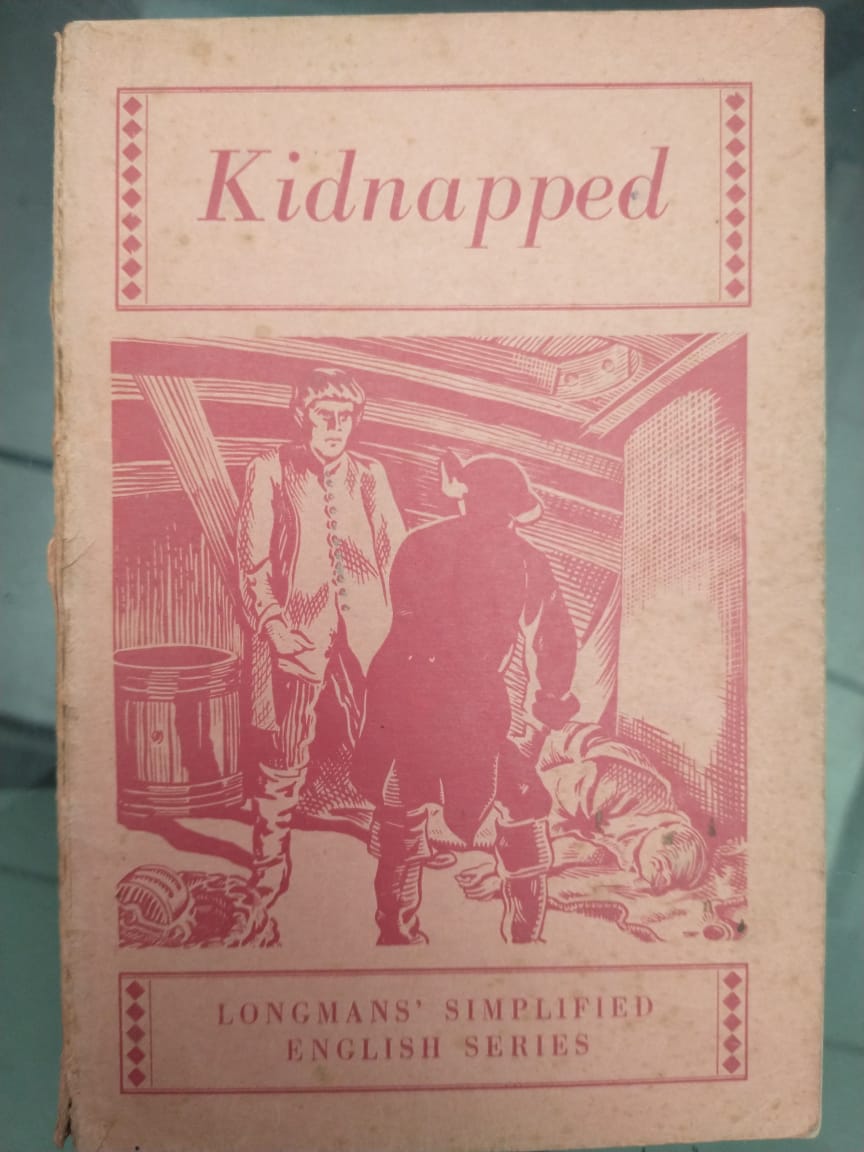 Kidnapped
LONGMANS' SIMPLIFIED
ENGLISH SERIES